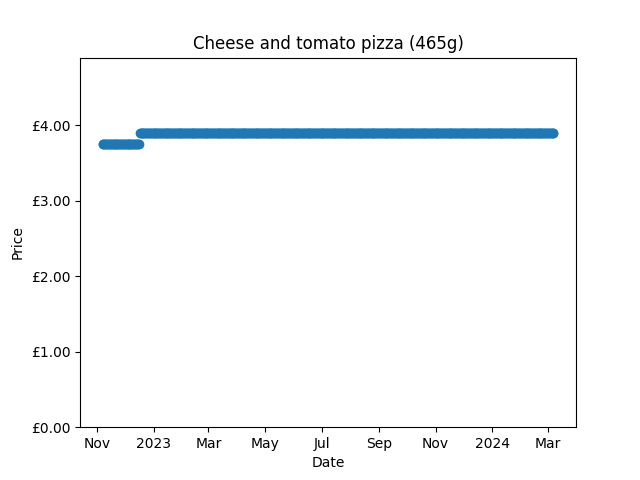 Cheese and tomato pizza (465g)
£4.00
£3.00
£2.00
£1.00
£0.00
Price
Nov 2023 Mar May Jul Sep Nov 2024 Mar
Date